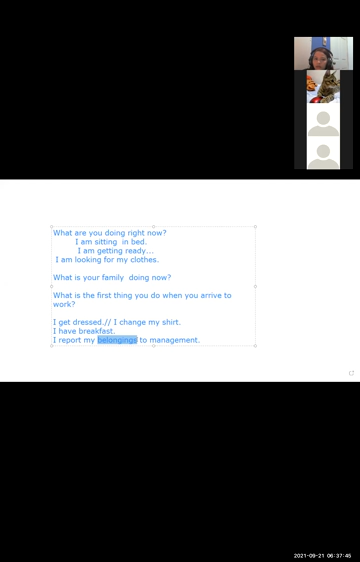 What are you doing right now?
I am sitting in bed.
I am getting ready...
I am looking for my clothes.
What is your family doing now?
What is the first thing you do when you arrive to
work?
I get dressed.// I change my shirt.
I have breakfast.
I report my belongings to management.
17
2021-09-21 06:37:45